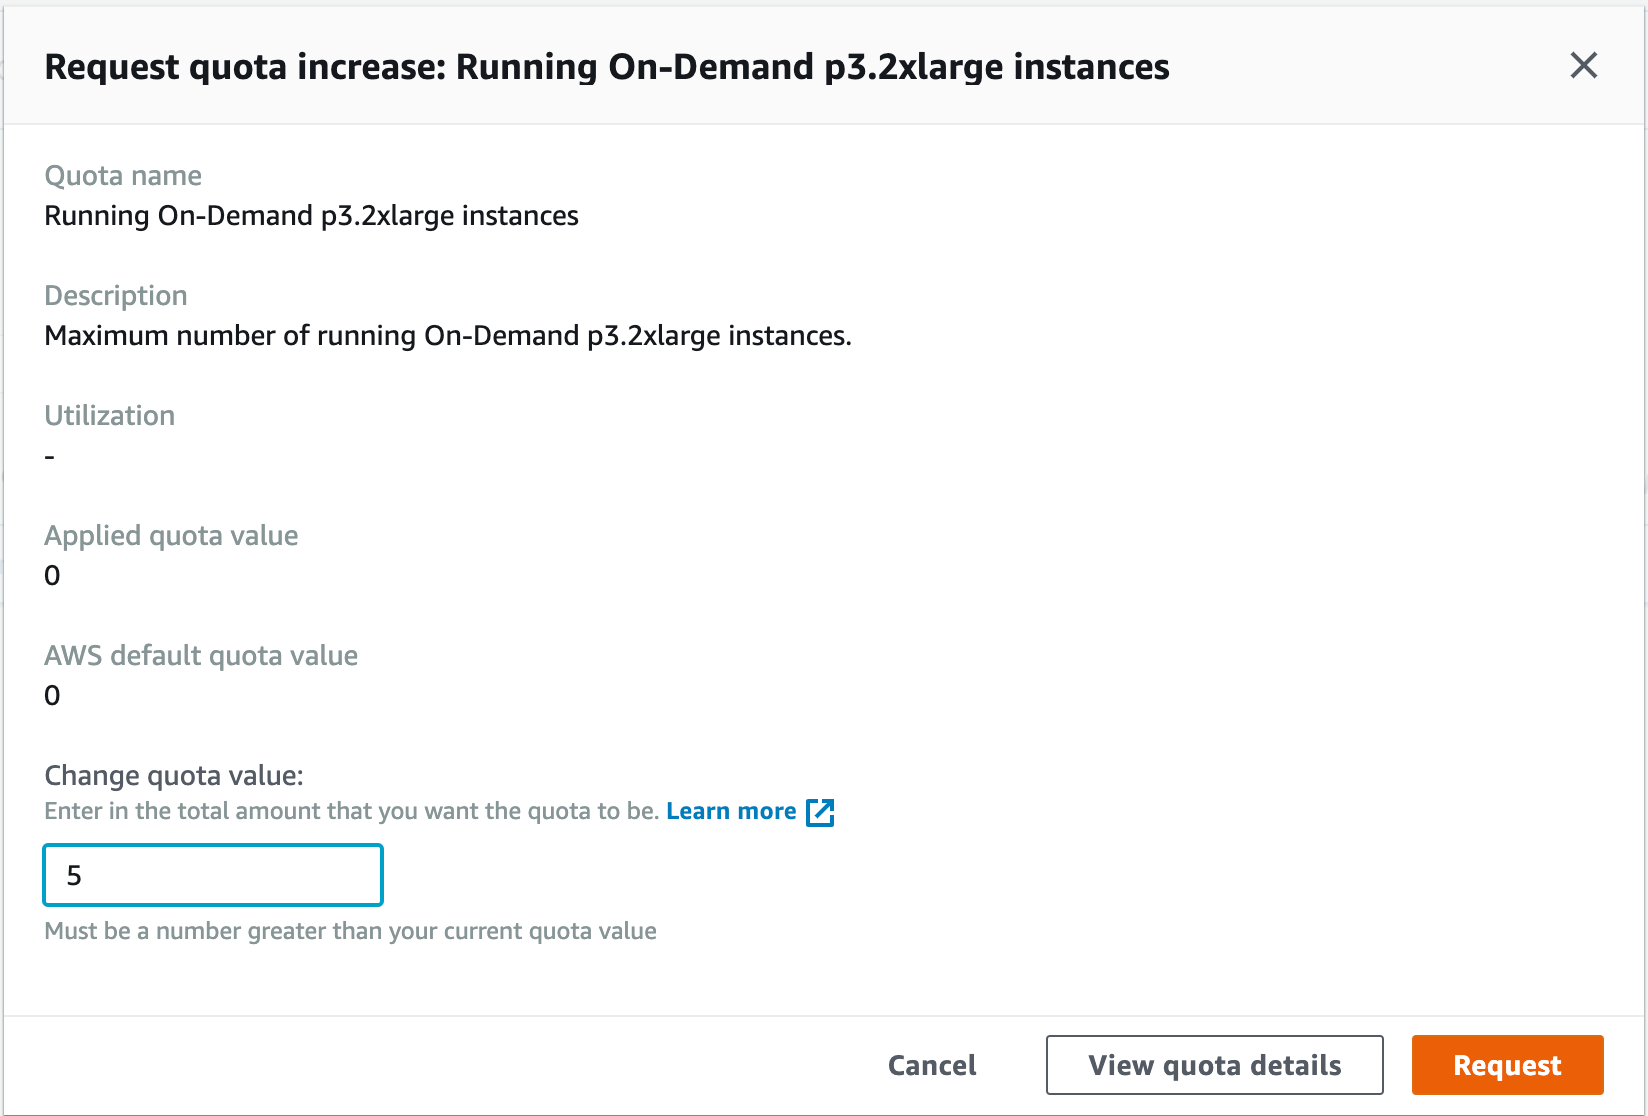 Request quota increase: Running On-Demand p3.2xlarge instances
Quota name
Running On-Demand p3.2xlarge instances
Description
Maximum number of running On-Demand p3.2xlarge instances.
Utilization
-
Applied quota value
0
AWS default quota value
0
Change quota value:
Enter in the total amount that you want the quota to be. Learn more
5
Must be a number greater than your current quota value
Cancel View quota details Request